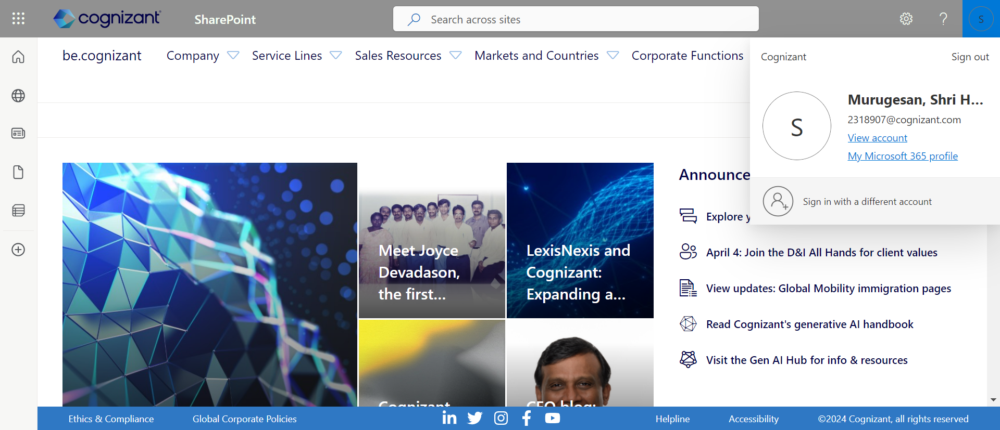 cognizant
SharePoint
Search across sites
?
S
be.cognizant
Company
Service Lines
Sales Resources
Markets and Countries
Corporate Functions
Cognizant
Sign out
S
Murugesan, Shri H...
2318907@cognizant.com
View account
My Microsoft 365 profile
Sign in with a different account
Meet Joyce
Devadason,
the first...
LexisNexis and
Cognizant:
Expanding a...
Cognizant
CEO blog:
Announce
Explore y
April 4: Join the D&I All Hands for client values
View updates: Global Mobility immigration pages
Read Cognizant's generative AI handbook
Visit the Gen AI Hub for info & resources
Ethics & Compliance
Global Corporate Policies
Helpline
Accessibility
©2024 Cognizant, all rights reserved